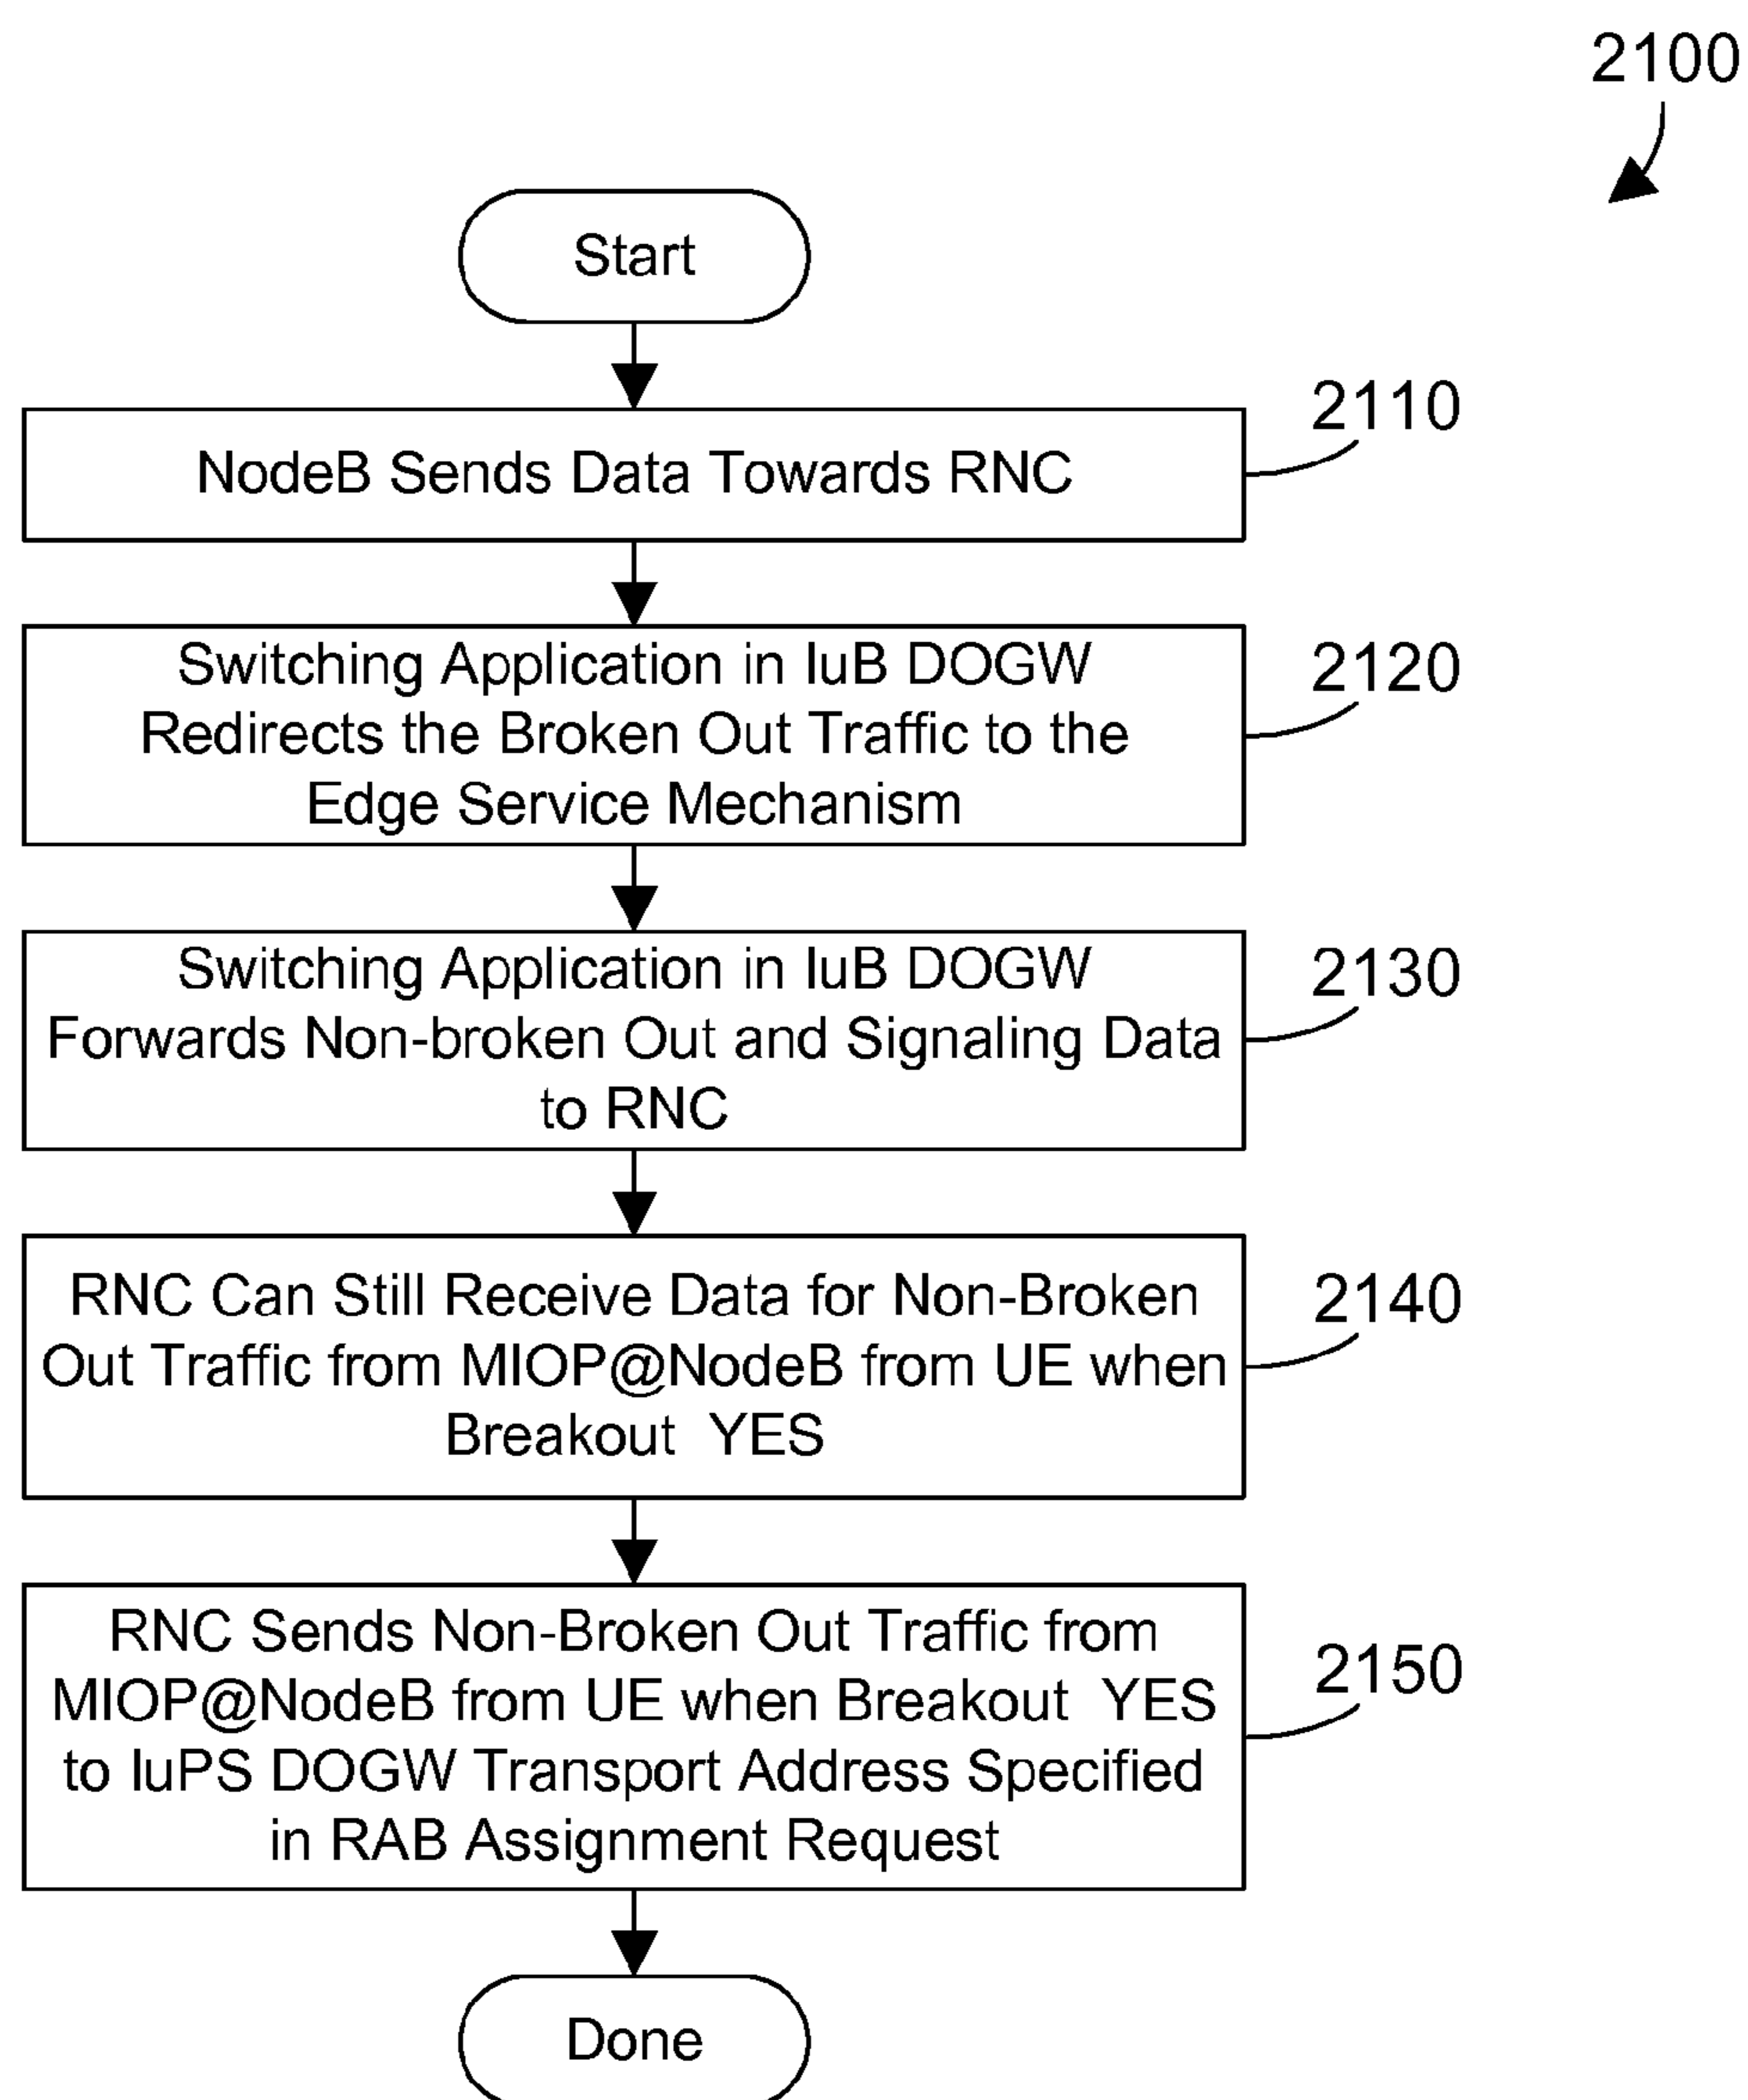 2100
Start
NodeB Sends Data Towards RNC
2110
Switching Application in IuB DOGW
Redirects the Broken Out Traffic to the
Edge Service Mechanism
2120
Switching Application in IuB DOGW
Forwards Non-broken Out and Signaling Data
to RNC
2130
RNC Can Still Receive Data for Non-Broken
Out Traffic from MIOP@NodeB from UE when
Breakout  YES
2140
RNC Sends Non-Broken Out Traffic from
MIOP@NodeB from UE when Breakout  YES
to IuPS DOGW Transport Address Specified
in RAB Assignment Request
2150
Done